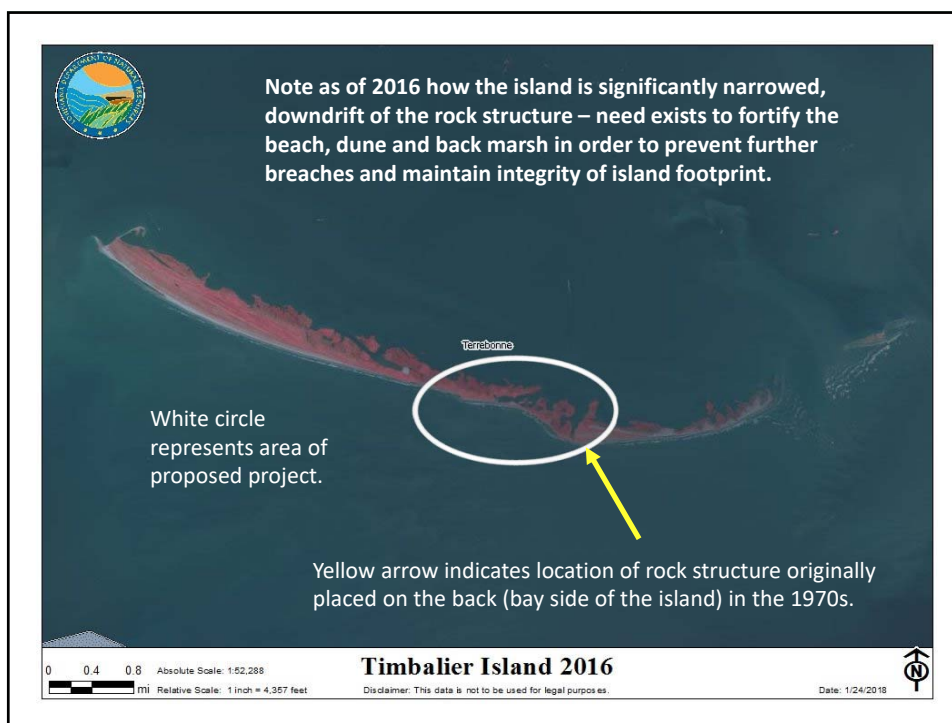 LOUISIANA DEPARTMENT OF NATURAL RESOURCES
Note as of 2016 how the island is significantly narrowed,
downdrift of the rock structure – need exists to fortify the
beach, dune and back marsh in order to prevent further
breaches and maintain integrity of island footprint.
Terrebonne
White circle
represents area of
proposed project.
Yellow arrow indicates location of rock structure originally
placed on the back (bay side of the island) in the 1970s.
0 0.4 0.8 Absolute Scale: 1:52,288
mi Relative Scale: 1 inch = 4,357 feet
Timbalier Island 2016
Disclaimer: This data is not to be used for legal purposes.
Date: 1/24/2018
N